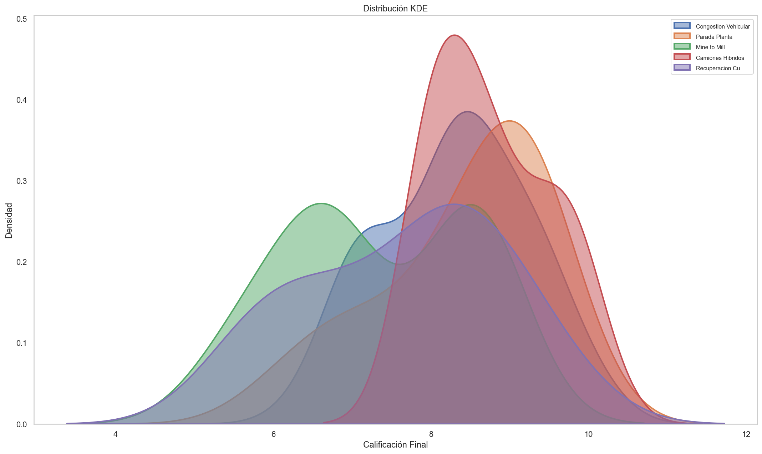 Distribución KDE
0.5
0.4
0.3
0.2
0.1
0.0
Densidad
Congestion Vehicular
Parada Planta
Mine to Mill
Camiones Hibridos
Recuperacion Cu
4 6 8 10 12
Calificación Final